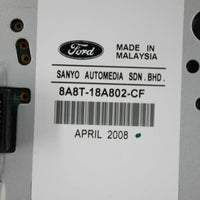 Ford
MADE IN
MALAYSIA
SANYO AUTOMEDIA SDN. BHD.
8A8T-18A802-CF
APRIL 2008